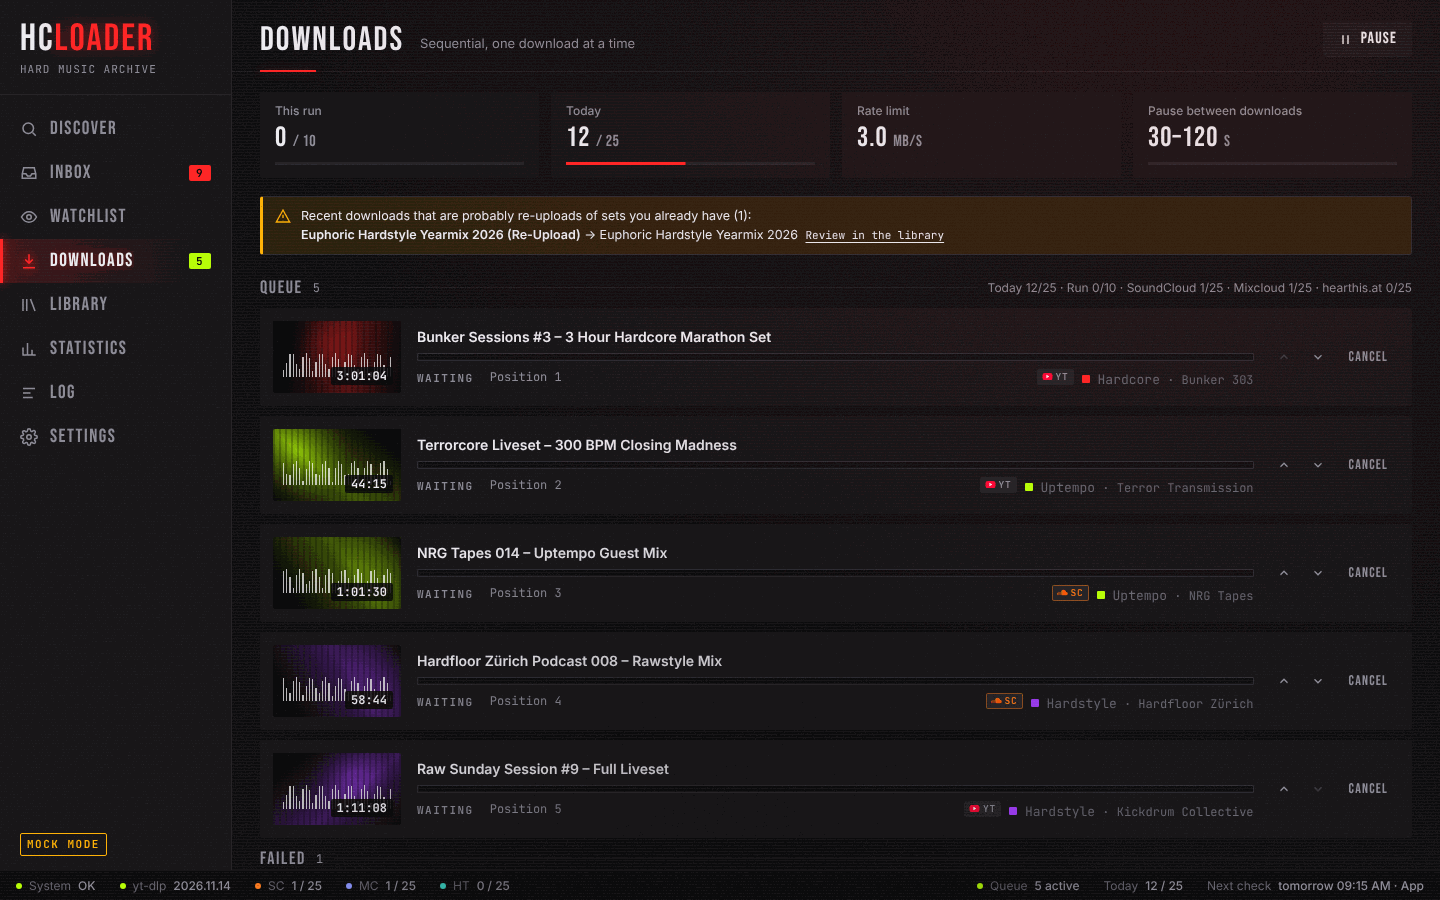 HCLOADER
HARD MUSIC ARCHIVE
DISCOVER
INBOX 9
WATCHLIST
DOWNLOADS 5
LIBRARY
STATISTICS
LOG
SETTINGS
MOCK MODE
DOWNLOADS Sequential, one download at a time
PAUSE
This run
0 / 10
Today
12 / 25
Rate limit
3.0 MB/S
Pause between downloads
30–120 S
Recent downloads that are probably re-uploads of sets you already have (1):
Euphoric Hardstyle Yearmix 2026 (Re-Upload) → Euphoric Hardstyle Yearmix 2026 Review in the library
QUEUE 5
Today 12/25 · Run 0/10 · SoundCloud 1/25 · Mixcloud 1/25 · hearthis.at 0/25
3:01:04
Bunker Sessions #3 – 3 Hour Hardcore Marathon Set
WAITING Position 1
YT Hardcore · Bunker 303
CANCEL
44:15
Terrorcore Liveset – 300 BPM Closing Madness
WAITING Position 2
YT Uptempo · Terror Transmission
CANCEL
1:01:30
NRG Tapes 014 – Uptempo Guest Mix
WAITING Position 3
SC Uptempo · NRG Tapes
CANCEL
58:44
Hardfloor Zürich Podcast 008 – Rawstyle Mix
WAITING Position 4
SC Hardstyle · Hardfloor Zürich
CANCEL
1:11:08
Raw Sunday Session #9 – Full Liveset
WAITING Position 5
YT Hardstyle · Kickdrum Collective
CANCEL
FAILED 1
System OK yt-dlp 2026.11.14 SC 1 / 25 MC 1 / 25 HT 0 / 25
Queue 5 active Today 12 / 25 Next check tomorrow 09:15 AM · App